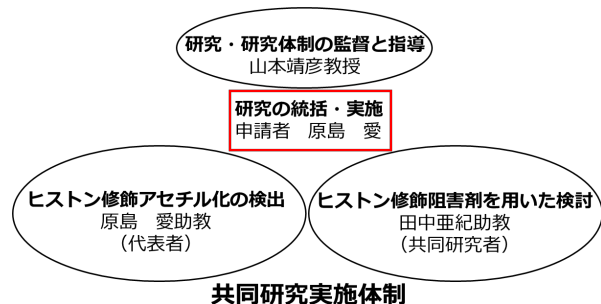 研究・研究体制の監督と指導
山本靖彦教授
研究の統括・実施
申請者　原島　愛
ヒストン修飾アセチル化の検出
原島　愛助教
（代表者）
ヒストン修飾阻害剤を用いた検討
田中亜紀助教
（共同研究者）
共同研究実施体制